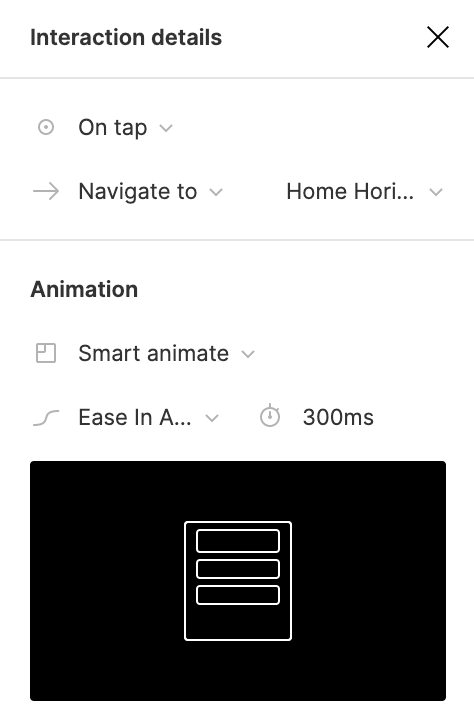 Interaction details
On tap
Navigate to Home Hori...
Animation
Smart animate
Ease In A... 300ms